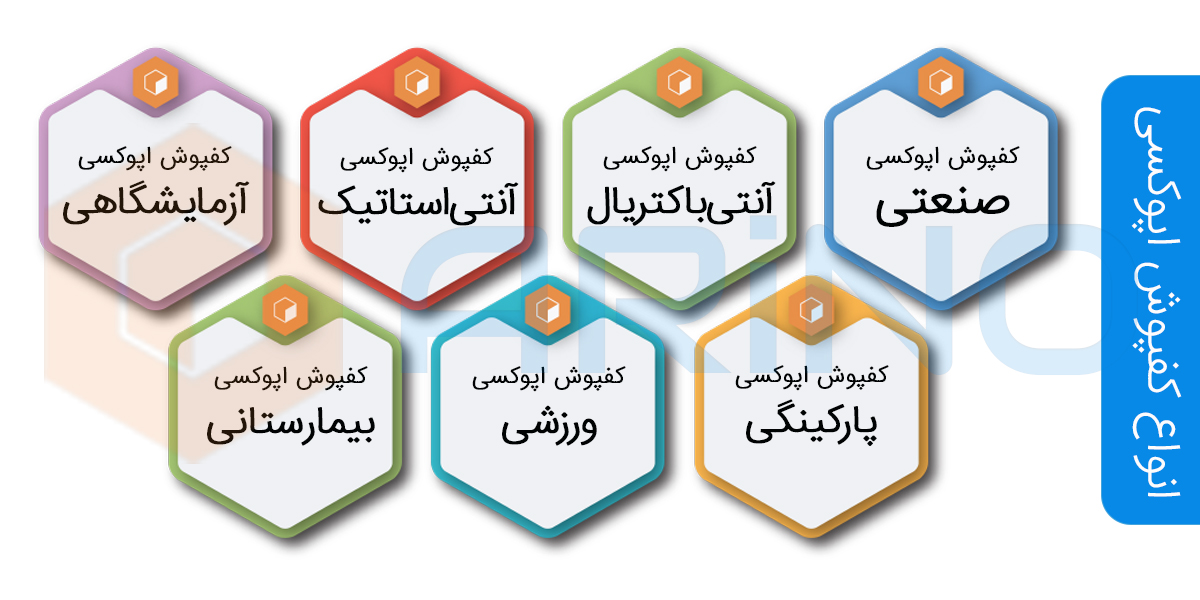 انواع کفپوش اپوکسی
کفپوش اپوکسی
صنعتی
کفپوش اپوکسی
آنتی‌باکتریال
کفپوش اپوکسی
آنتی‌استاتیک
کفپوش اپوکسی
آزمایشگاهی
کفپوش اپوکسی
پارکینگی
کفپوش اپوکسی
ورزشی
کفپوش اپوکسی
بیمارستانی
ARiNO